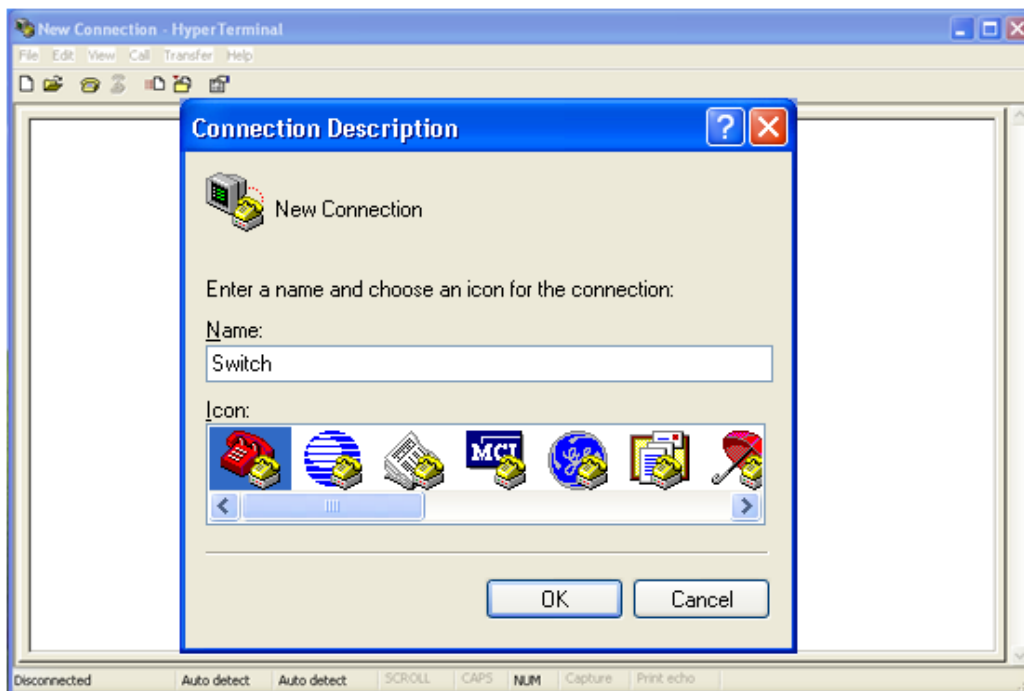 New Connection - HyperTerminal
File Edit View Call Transfer Help
Connection Description
New Connection
Enter a name and choose an icon for the connection:
Name:
Switch
Icon:
MCI
OK Cancel
Disconnected Auto detect Auto detect SCROLL CAPS NUM Capture Print echo